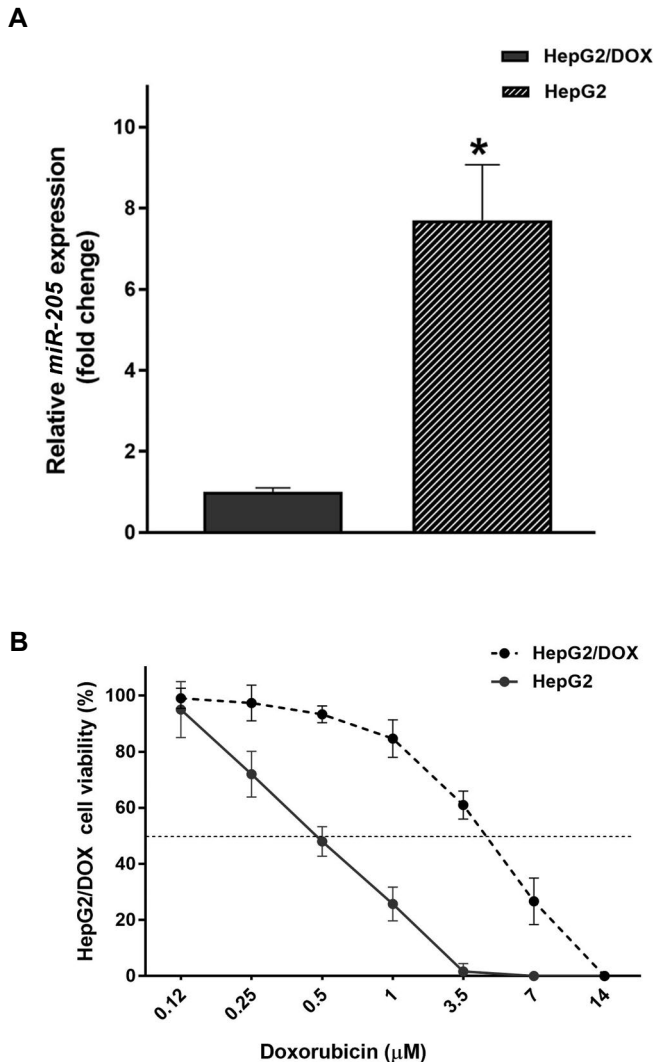 A
HepG2/DOX
HepG2
Relative miR-205 expression
(fold chenge)
10
8
6
4
2
0
*
B
HepG2/DOX
HepG2
HepG2/DOX cell viability (%)
100
80
60
40
20
0
0.12
0.25
0.5
1
3.5
7
14
Doxorubicin (μM)